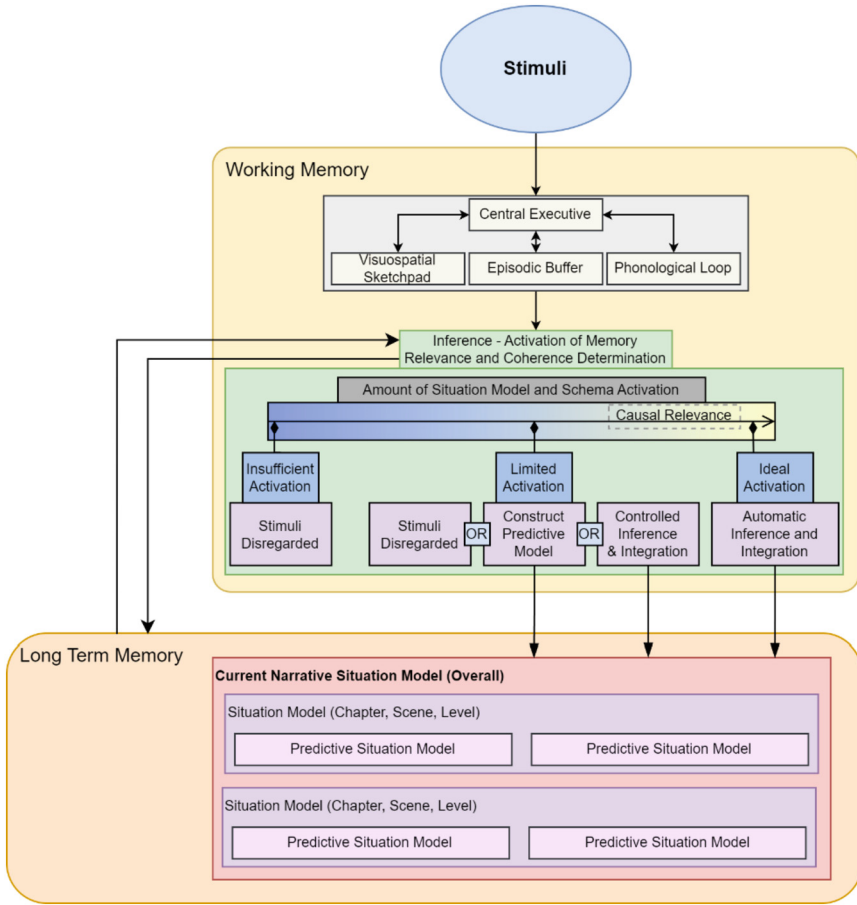 Stimuli
Working Memory
Central Executive
Visuospatial
Sketchpad
Episodic Buffer
Phonological Loop
Inference - Activation of Memory
Relevance and Coherence Determination
Amount of Situation Model and Schema Activation
Causal Relevance
Insufficient
Activation
Limited
Activation
Ideal
Activation
Stimuli
Disregarded
Stimuli
Disregarded
OR
Construct
Predictive
Model
OR
Controlled
Inference
& Integration
Automatic
Inference and
Integration
Long Term Memory
Current Narrative Situation Model (Overall)
Situation Model (Chapter, Scene, Level)
Predictive Situation Model
Predictive Situation Model
Situation Model (Chapter, Scene, Level)
Predictive Situation Model
Predictive Situation Model